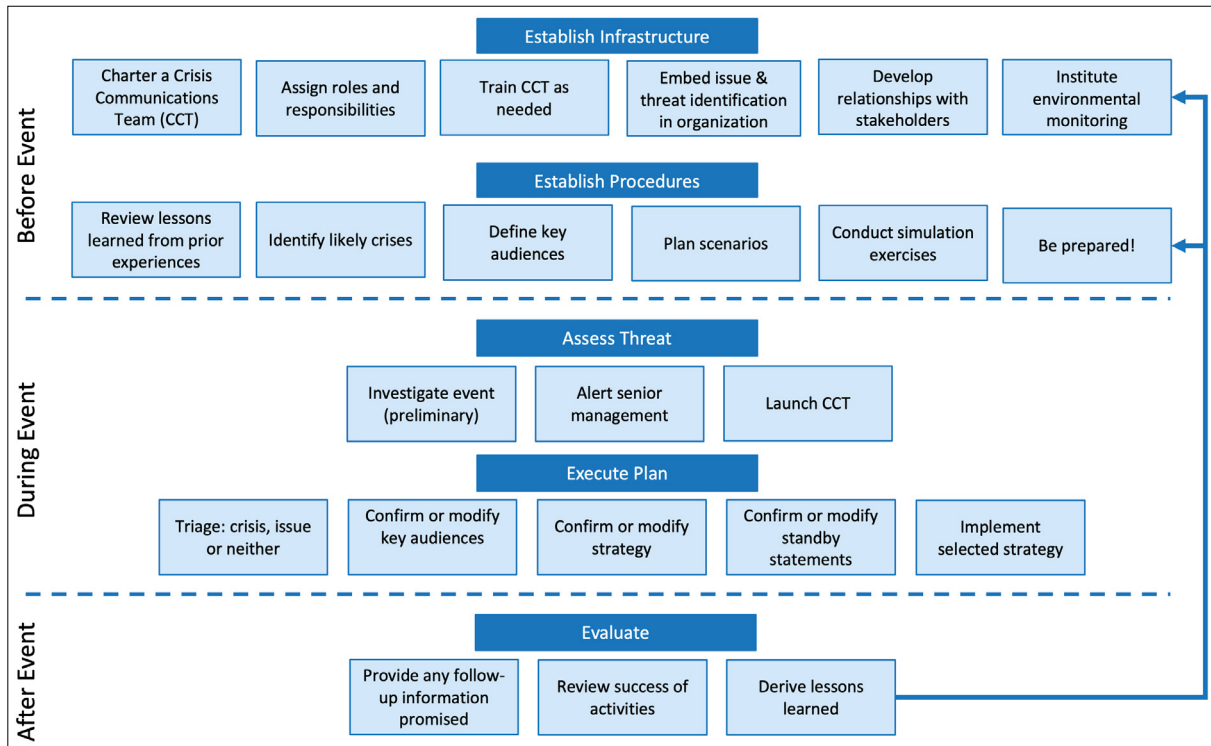 Before Event
Establish Infrastructure
Charter a Crisis
Communications
Team (CCT)
Assign roles and
responsibilities
Train CCT as
needed
Embed issue &
threat identification
in organization
Develop
relationships with
stakeholders
Institute
environmental
monitoring
Establish Procedures
Review lessons
learned from prior
experiences
Identify likely crises
Define key
audiences
Plan scenarios
Conduct simulation
exercises
Be prepared!
During Event
Assess Threat
Investigate event
(preliminary)
Alert senior
management
Launch CCT
Execute Plan
Triage: crisis, issue
or neither
Confirm or modify
key audiences
Confirm or modify
strategy
Confirm or modify
standby
statements
Implement
selected strategy
After Event
Evaluate
Provide any follow-
up information
promised
Review success of
activities
Derive lessons
learned